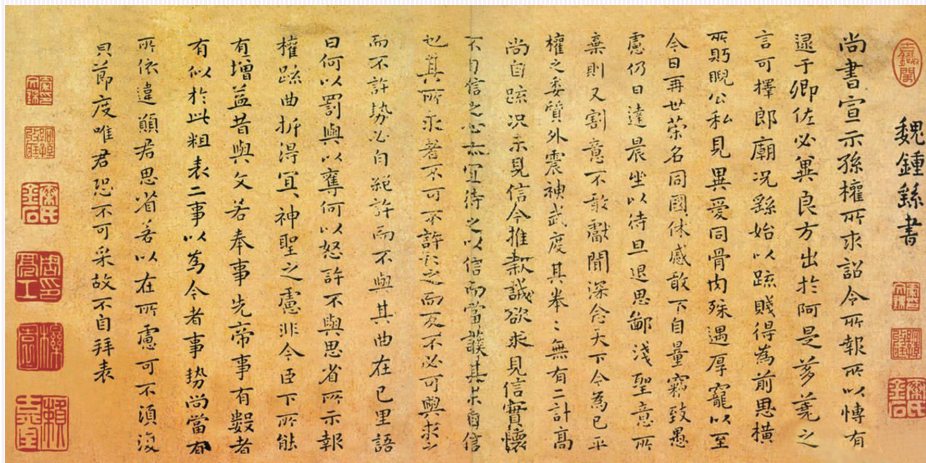 魏鍾繇書
尚書宣示孫權所求詔令所報所以博有
逮于卿佐必冀良方出於阿是芻蕘之
言可擇郎廟況繇始以疏賤得為前恩橫
所眄睨公私見異愛同骨肉殊遇厚寵以至
今日再世榮名同國休慼敢不自量竊致愚
慮仍日達晨坐以待旦退思鄙淺聖意所
棄則又割意不敢獻聞深念天下今為已平
權之委質外震神武度其拳〻無有二計高
尚自疏況未見信今推款誠欲求見信實懷
不自信之心亦宜待之以信而當護其未自信
也其所求者不可不許許之而反不必可與求之
而不許勢必自絕許而不與其曲在己里語
曰何以罰與以奪何以怒許不與思省所示報
權疏曲折得宜神聖之慮非今臣下所能
有增益昔與文若奉事先帝事有數者
有似於此粗表二事以為今者事勢尚當有
所依違願君思省若以在所慮可不須復
節度唯君恐不可采故不自拜表